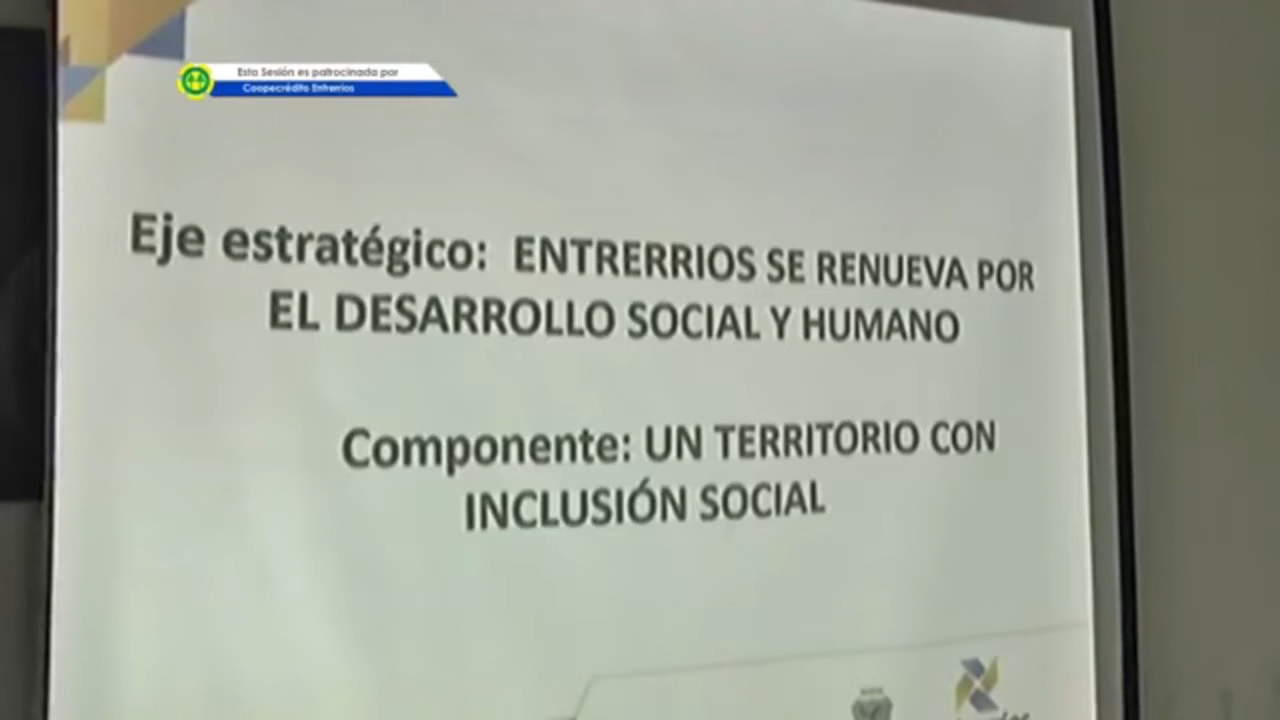 Esta Sesión es patrocinada por
Coopecrédito Entrerríos
Eje estratégico: ENTRERRIOS SE RENUEVA POR
EL DESARROLLO SOCIAL Y HUMANO
Componente: UN TERRITORIO CON
INCLUSIÓN SOCIAL